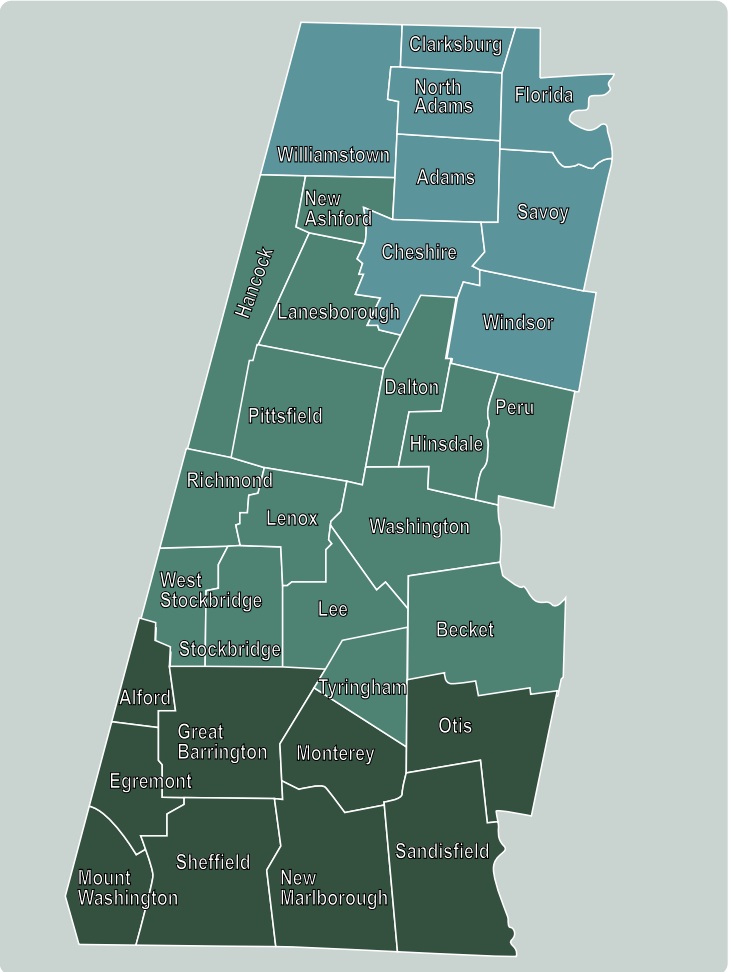 Clarksburg
North
Adams
Florida
Williamstown
Adams
New
Ashford
Savoy
Cheshire
Hancock
Lanesborough
Windsor
Dalton
Peru
Pittsfield
Hinsdale
Richmond
Lenox
Washington
West
Stockbridge
Lee
Becket
Stockbridge
Tyringham
Alford
Great
Barrington
Otis
Monterey
Egremont
Sandisfield
Sheffield
Mount
Washington
New
Marlborough